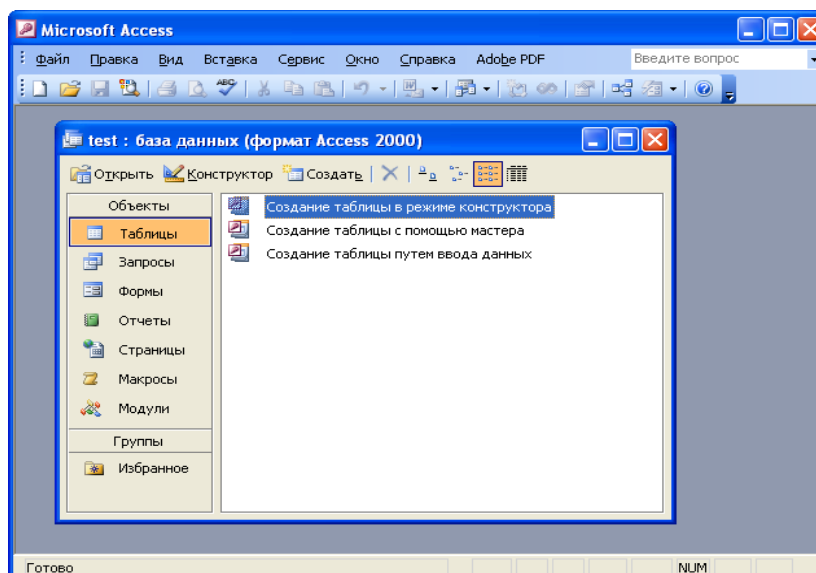 Microsoft Access
Файл Правка Вид Вставка Сервис Окно Справка Adobe PDF Введите вопрос
test : база данных (формат Access 2000)
Открыть Конструктор Создать
Объекты
Таблицы
Запросы
Формы
Отчеты
Страницы
Макросы
Модули
Группы
Избранное
Создание таблицы в режиме конструктора
Создание таблицы с помощью мастера
Создание таблицы путем ввода данных
Готово NUM